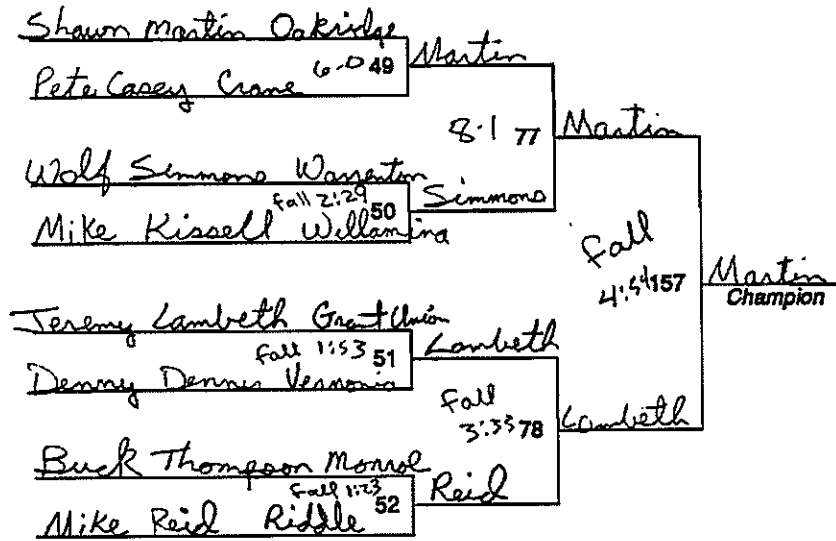 Shawn Martin Oakridge
6-0 49 Martin
Pete Casey Crane
8-1 77 Martin
Wolf Simmons Warrenton
fall 2:29 50 Simmons
Mike Kissell Willamina
fall 4:54 157 Martin
Champion
Jeremy Lambeth Grant Union
fall 1:53 51 Lambeth
Denny Dennis Vernonia
fall 3:33 78 Lambeth
Buck Thompson Monroe
fall 1:23 52 Reid
Mike Reid Riddle